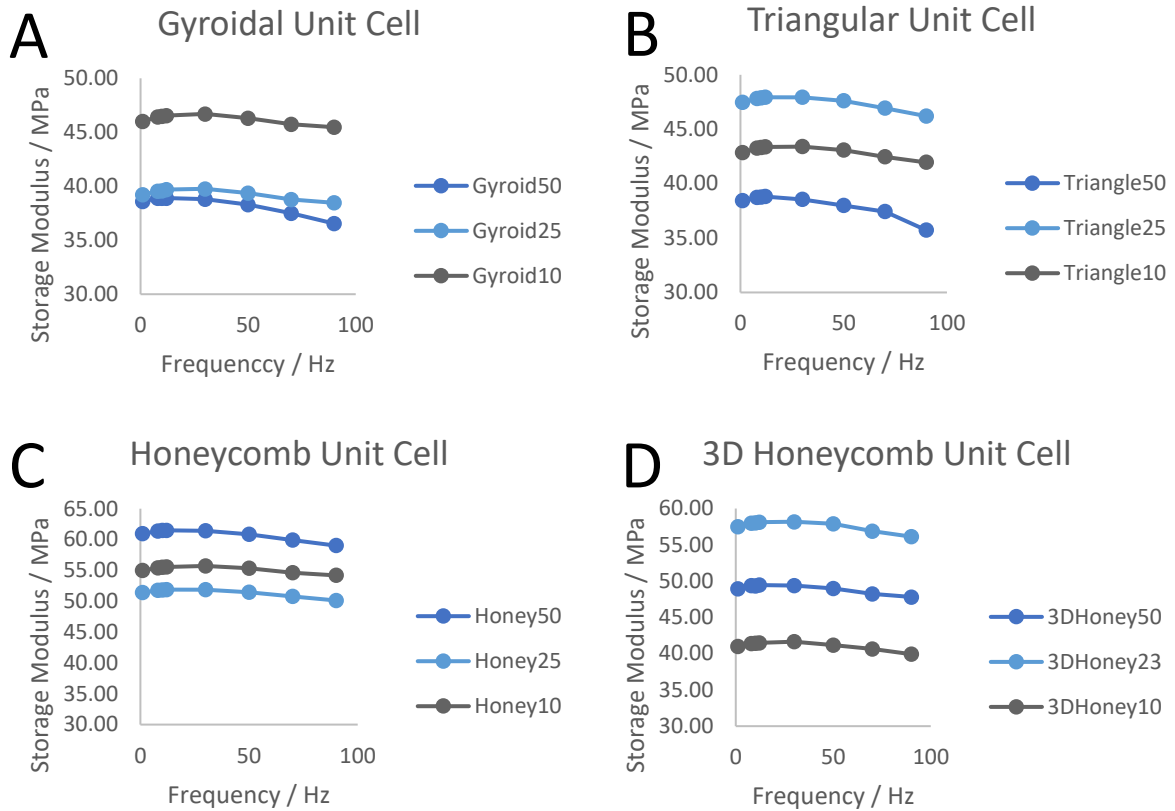 A
Gyroidal Unit Cell
Storage Modulus / MPa
50.00
45.00
40.00
35.00
30.00
0
50
100
Frequenccy / Hz
Gyroid50
Gyroid25
Gyroid10
B
Triangular Unit Cell
Storage Modulus / MPa
50.00
45.00
40.00
35.00
30.00
0
50
100
Frequency / Hz
Triangle50
Triangle25
Triangle10
C
Honeycomb Unit Cell
Storage Modulus / MPa
65.00
60.00
55.00
50.00
45.00
40.00
35.00
30.00
0
50
100
Frequency / Hz
Honey50
Honey25
Honey10
D
3D Honeycomb Unit Cell
Storage Modulus / MPa
60.00
55.00
50.00
45.00
40.00
35.00
30.00
0
50
100
Frequency / Hz
3DHoney50
3DHoney23
3DHoney10